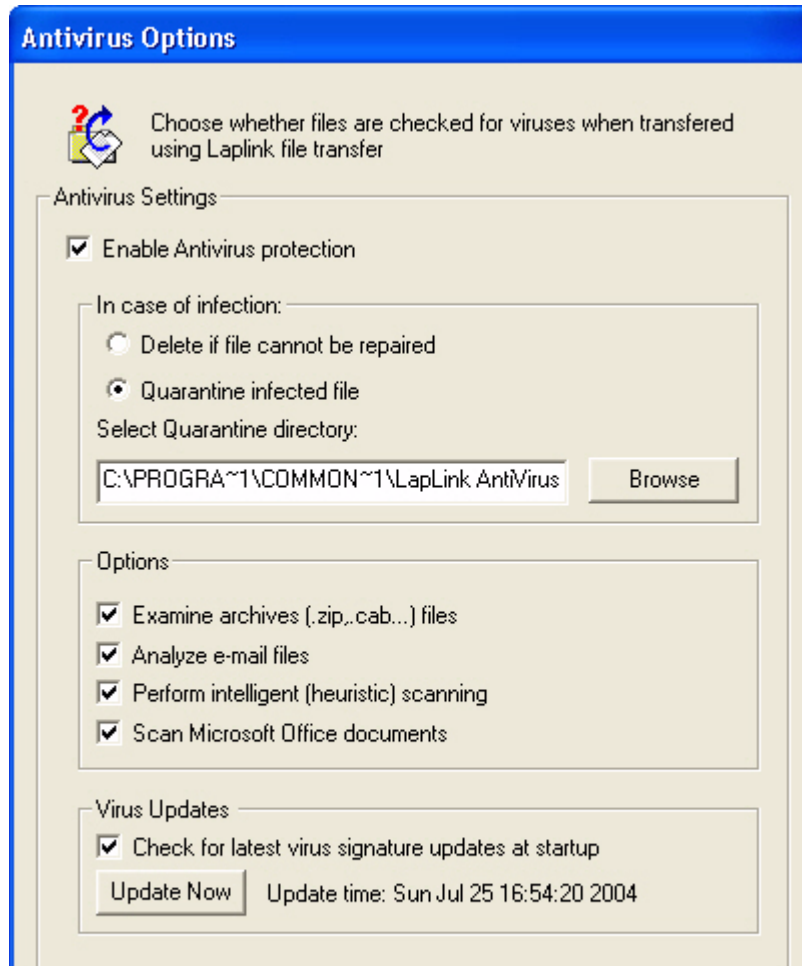 Antivirus Options
Choose whether files are checked for viruses when transfered
using Laplink file transfer
Antivirus Settings
Enable Antivirus protection
In case of infection:
Delete if file cannot be repaired
Quarantine infected file
Select Quarantine directory:
C:\PROGRA~1\COMMON~1\LapLink AntiVirus
Browse
Options
Examine archives (.zip,.cab...) files
Analyze e-mail files
Perform intelligent (heuristic) scanning
Scan Microsoft Office documents
Virus Updates
Check for latest virus signature updates at startup
Update Now
Update time: Sun Jul 25 16:54:20 2004